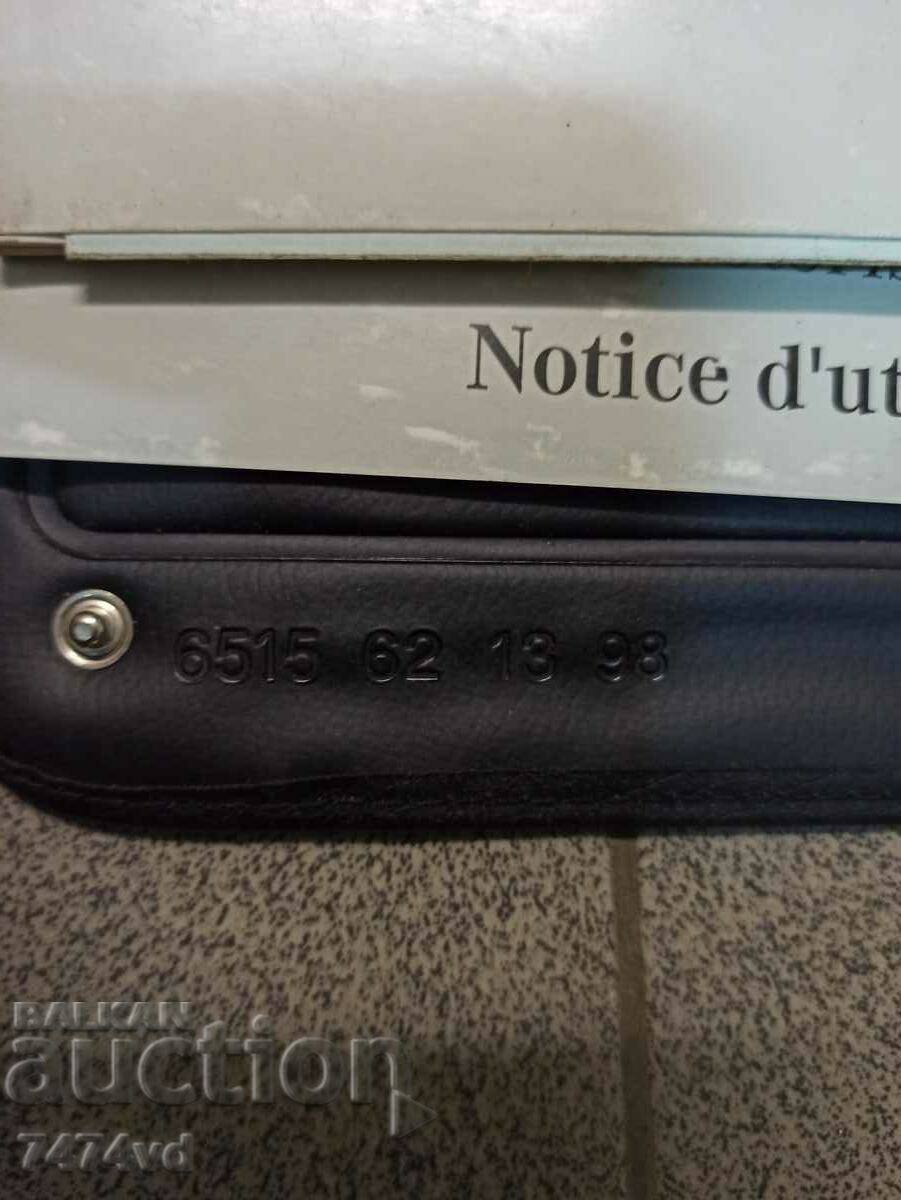 Notice d'ut
6515 62 13 98
BALKAN
auction
7474vd